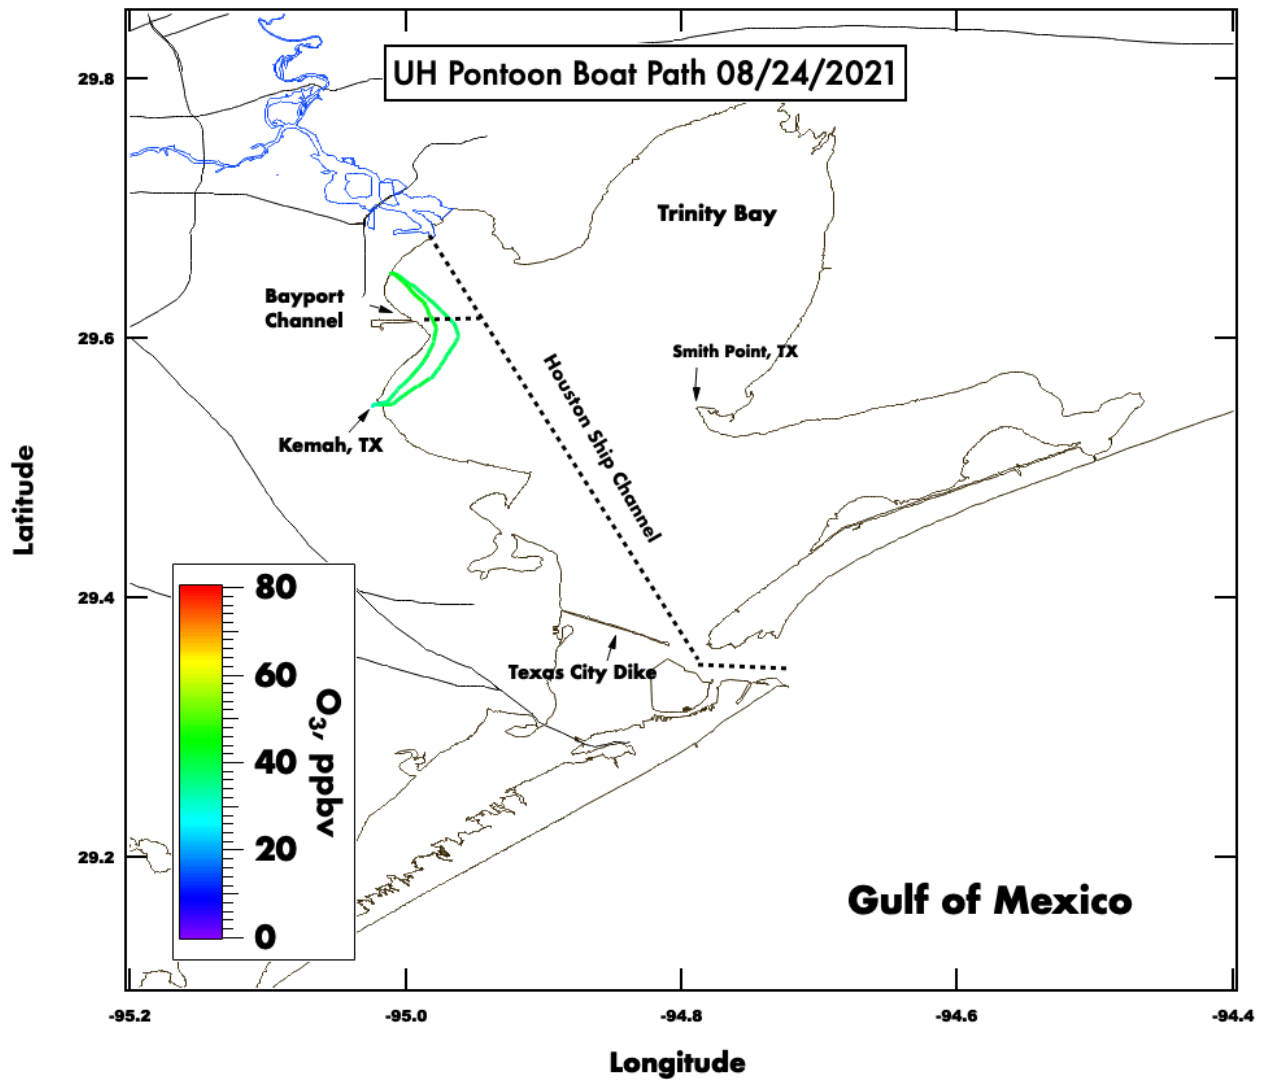 UH Pontoon Boat Path 08/24/2021
29.8
29.6
29.4
29.2
Latitude
Trinity Bay
Bayport
Channel
Smith Point, TX
Houston Ship Channel
Kemah, TX
Texas City Dike
80
60
40
20
0
O₃, ppbv
Gulf of Mexico
-95.2
-95.0
-94.8
-94.6
-94.4
Longitude